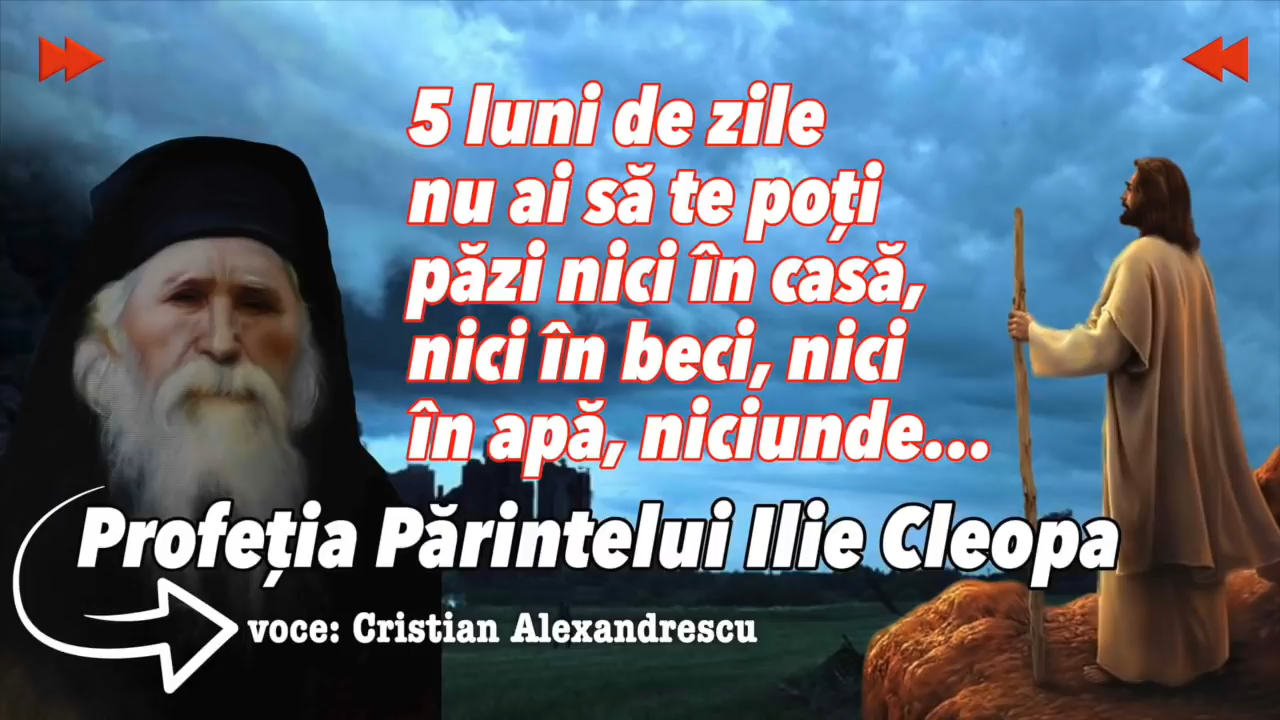 5 luni de zile
nu ai să te poți
păzi nici în casă,
nici în beci, nici
în apă, niciunde...
Profeția Părintelui Ilie Cleopa
voce: Cristian Alexandrescu